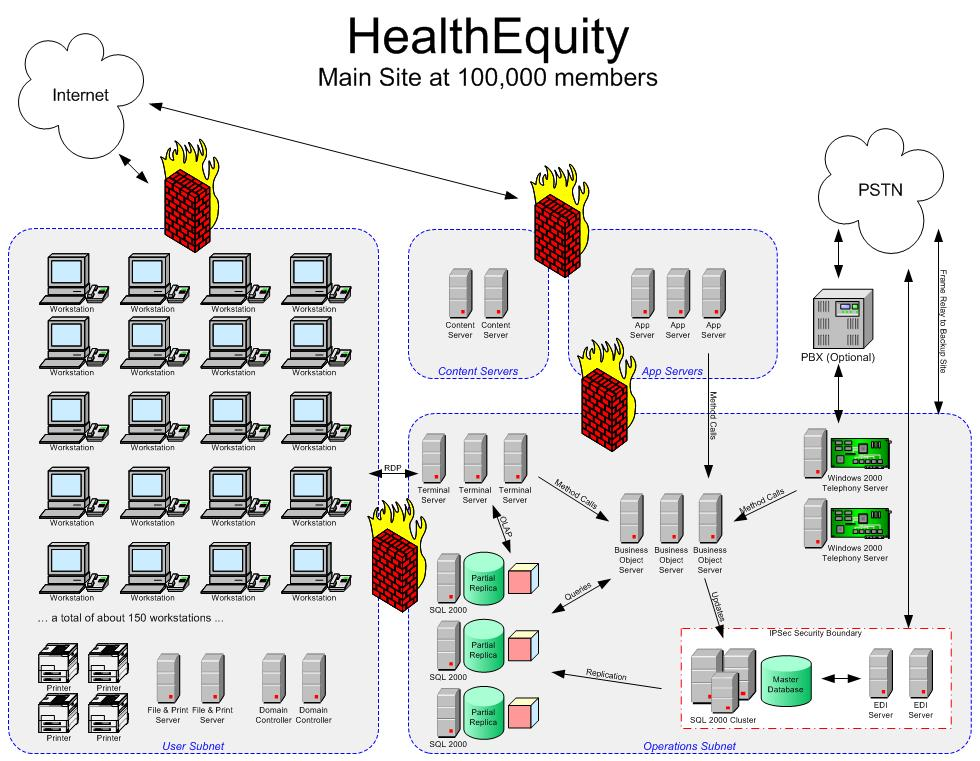 HealthEquity
Main Site at 100,000 members
Internet
PSTN
Workstation Workstation Workstation Workstation
Workstation Workstation Workstation Workstation
Workstation Workstation Workstation Workstation
Workstation Workstation Workstation Workstation
Workstation Workstation Workstation Workstation
... a total of about 150 workstations ...
Printer Printer
Printer Printer
File & Print
Server
File & Print
Server
Domain
Controller
Domain
Controller
User Subnet
Content
Server
Content
Server
Content Servers
App
Server
App
Server
App
Server
App Servers
Method Calls
PBX (Optional)
Frame Relay to Backup Site
RDP
Terminal
Server
Terminal
Server
Terminal
Server
Method Calls
OLAP
Business
Object
Server
Business
Object
Server
Business
Object
Server
Method Calls
Windows 2000
Telephony Server
Windows 2000
Telephony Server
Partial
Replica
SQL 2000
Queries
Partial
Replica
SQL 2000
Updates
Replication
Partial
Replica
SQL 2000
IPSec Security Boundary
SQL 2000 Cluster
Master
Database
EDI
Server
EDI
Server
Operations Subnet